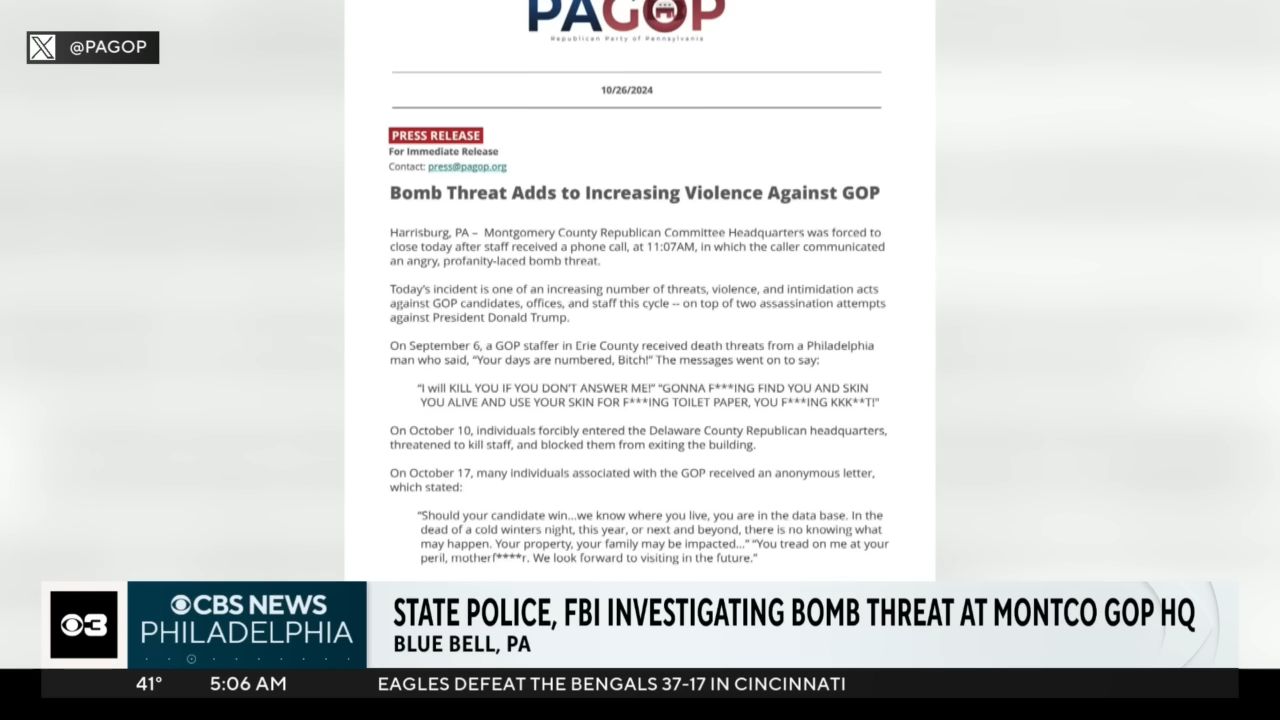 @PAGOP
PAGOP
Republican Party of Pennsylvania
10/26/2024
PRESS RELEASE
For Immediate Release
Contact: press@pagop.org
Bomb Threat Adds to Increasing Violence Against GOP
Harrisburg, PA – Montgomery County Republican Committee Headquarters was forced to
close today after staff received a phone call, at 11:07AM, in which the caller communicated
an angry, profanity-laced bomb threat.
Today's incident is one of an increasing number of threats, violence, and intimidation acts
against GOP candidates, offices, and staff this cycle -- on top of two assassination attempts
against President Donald Trump.
On September 6, a GOP staffer in Erie County received death threats from a Philadelphia
man who said, "Your days are numbered, Bitch!" The messages went on to say:
"I will KILL YOU IF YOU DON'T ANSWER ME!" "GONNA F***ING FIND YOU AND SKIN
YOU ALIVE AND USE YOUR SKIN FOR F***ING TOILET PAPER, YOU F***ING KKK**T!"
On October 10, individuals forcibly entered the Delaware County Republican headquarters,
threatened to kill staff, and blocked them from exiting the building.
On October 17, many individuals associated with the GOP received an anonymous letter,
which stated:
"Should your candidate win...we know where you live, you are in the data base. In the
dead of a cold winters night, this year, or next and beyond, there is no knowing what
may happen. Your property, your family may be impacted..." "You tread on me at your
peril, motherf****r. We look forward to visiting in the future."
3
CBS NEWS
PHILADELPHIA
STATE POLICE, FBI INVESTIGATING BOMB THREAT AT MONTCO GOP HQ
BLUE BELL, PA
41° 5:06 AM EAGLES DEFEAT THE BENGALS 37-17 IN CINCINNATI